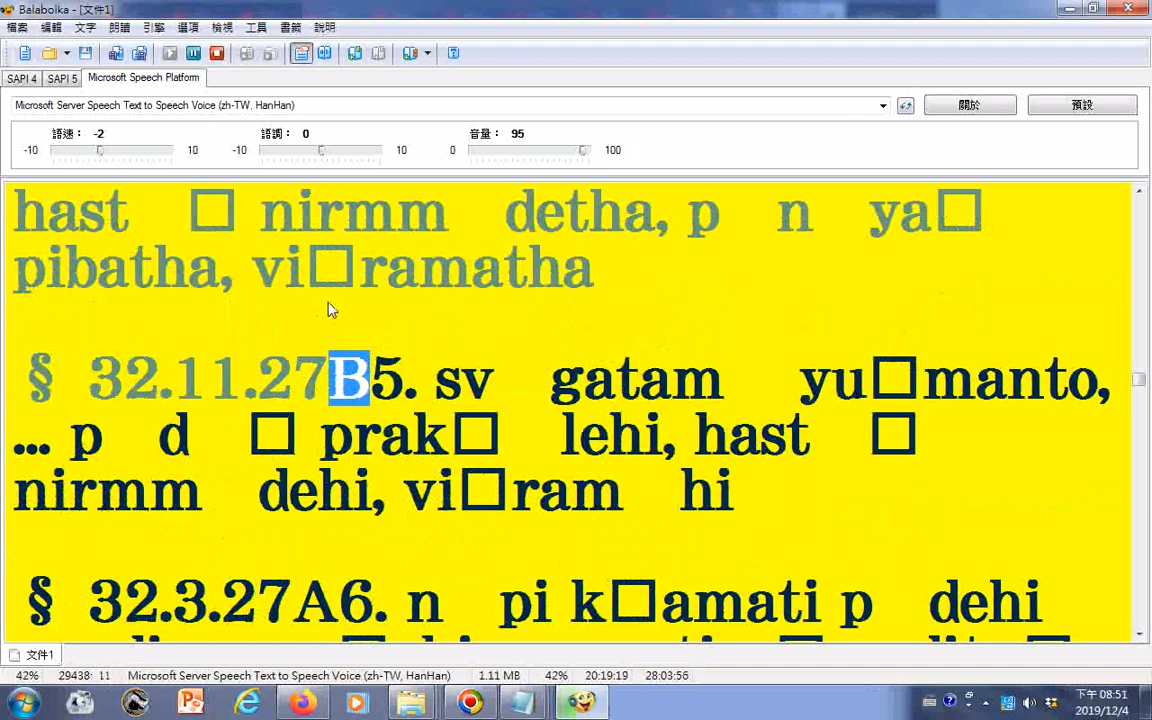 Balabolka - [文件1]
檔案 編輯 文字 朗讀 引擎 選項 檢視 工具 書籤 說明
SAPI 4 SAPI 5 Microsoft Speech Platform
Microsoft Server Speech Text to Speech Voice (zh-TW, HanHan) 關於 預設
語速： -2 語調： 0 音量： 95
-10 10 -10 10 0 100
hast □ nirmm detha, p n ya□
pibatha, vi□ramatha
§ 32.11.27B5. sv gatam yu□manto,
... p d □ prak□ lehi, hast □
nirmm dehi, vi□ram hi
§ 32.3.27A6. n pi k□amati p dehi
文件1
42% 29438: 11 Microsoft Server Speech Text to Speech Voice (zh-TW, HanHan) 1.11 MB 42% 20:19:19 28:03:56
下午 08:51
2019/12/4